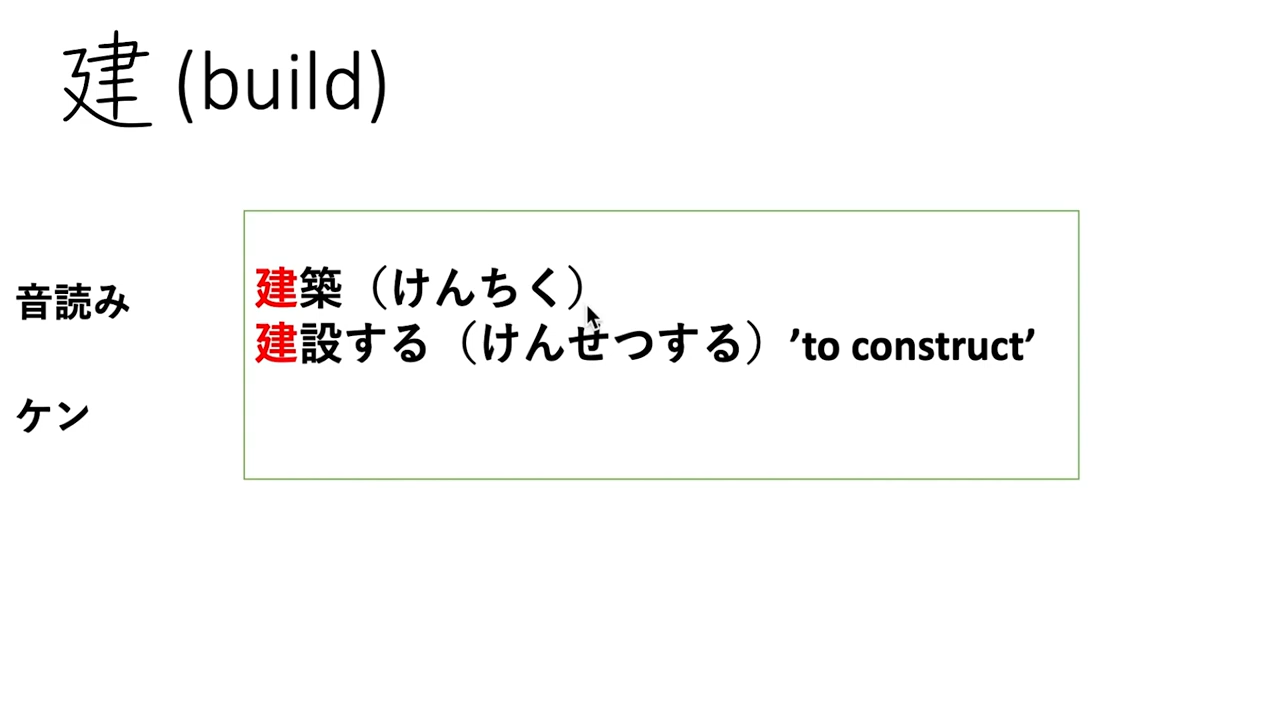 建 (build)
音読み
ケン
建築（けんちく）
建設する（けんせつする）’to construct’